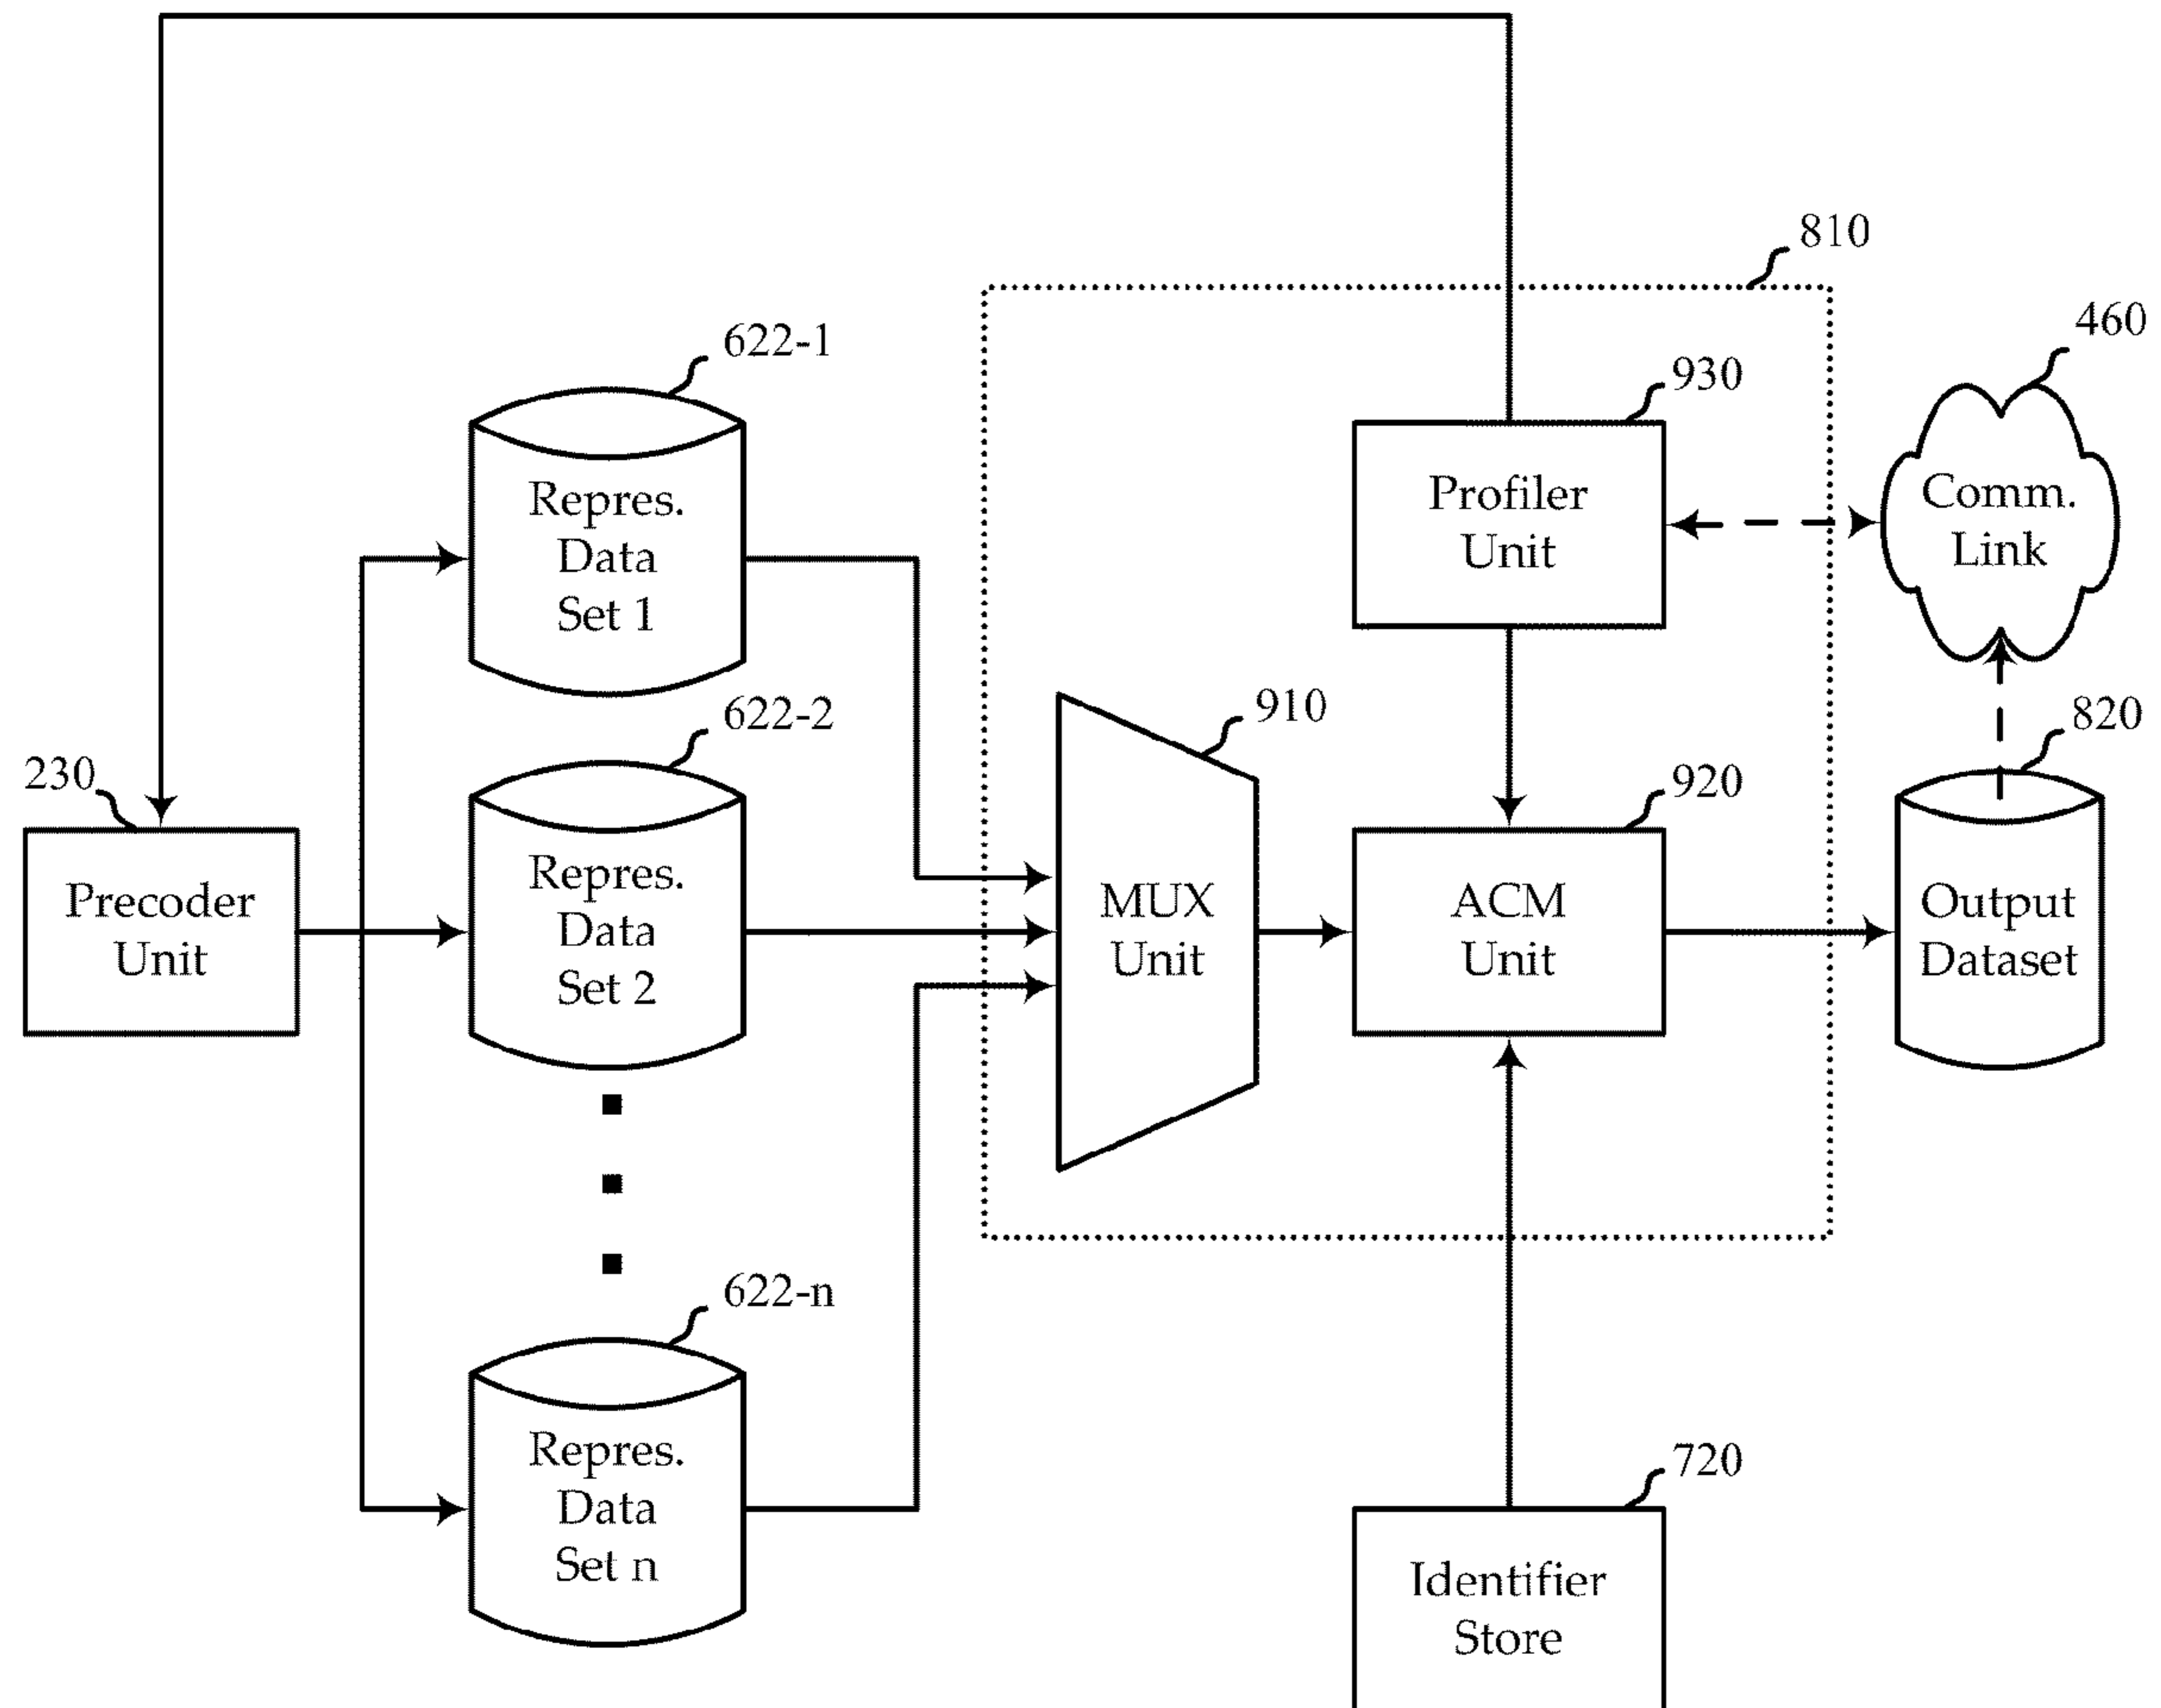 810
460
622-1
930
Repres.
Data
Set 1
Profiler
Unit
Comm.
Link
622-2
910
820
230
920
Precoder
Unit
Repres.
Data
Set 2
MUX
Unit
ACM
Unit
Output
Dataset
622-n
720
Repres.
Data
Set n
Identifier
Store